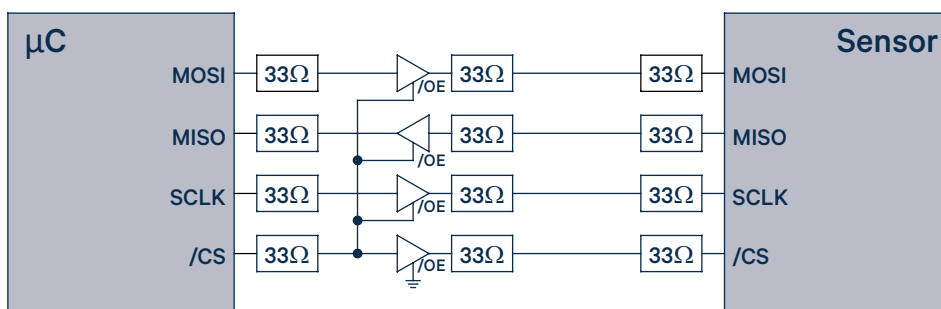 µC
Sensor
MOSI 33Ω /OE 33Ω 33Ω MOSI
MISO 33Ω /OE 33Ω 33Ω MISO
SCLK 33Ω /OE 33Ω 33Ω SCLK
/CS 33Ω /OE 33Ω 33Ω /CS